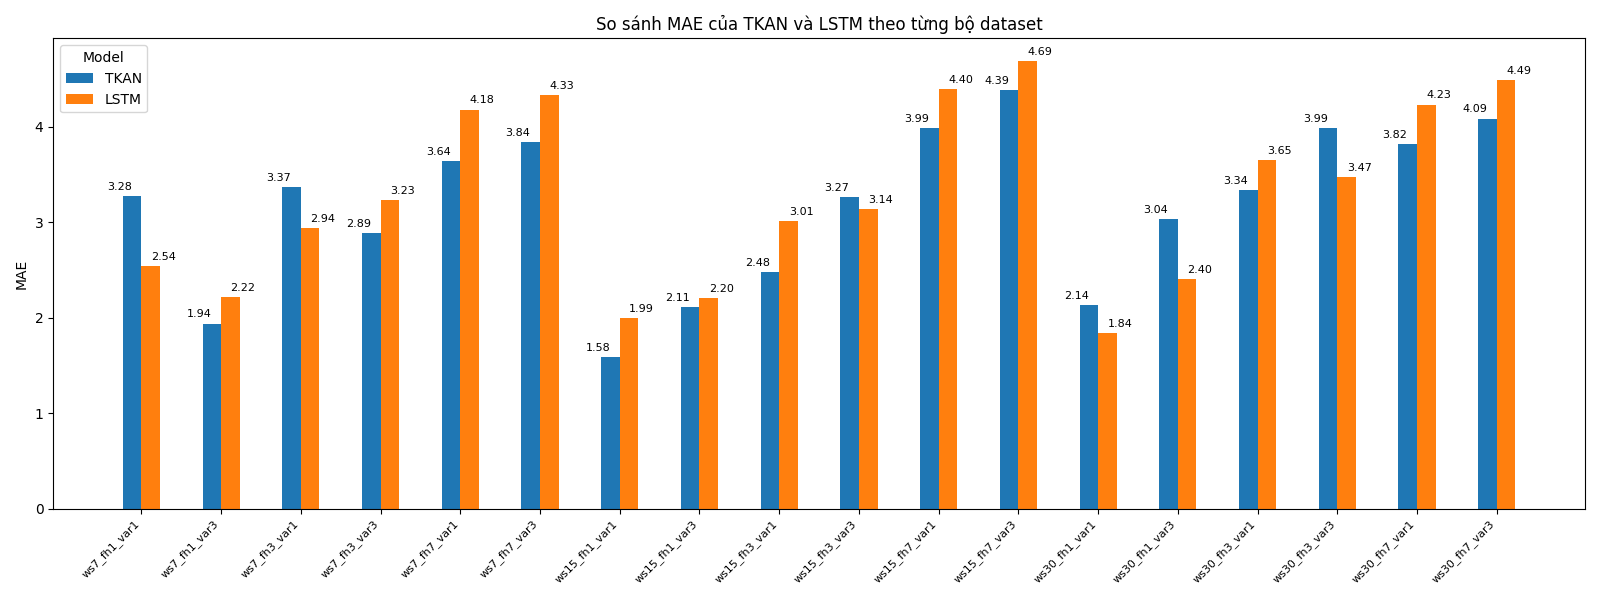 So sánh MAE của TKAN và LSTM theo từng bộ dataset
Model
TKAN
LSTM
MAE
4
3
2
1
0
3.28
2.54
1.94
2.22
3.37
2.94
2.89
3.23
3.64
4.18
3.84
4.33
1.58
1.99
2.11
2.20
2.48
3.01
3.27
3.14
3.99
4.40
4.39
4.69
2.14
1.84
3.04
2.40
3.34
3.65
3.99
3.47
3.82
4.23
4.09
4.49
ws7_fh1_var1
ws7_fh1_var3
ws7_fh3_var1
ws7_fh3_var3
ws7_fh7_var1
ws7_fh7_var3
ws15_fh1_var1
ws15_fh1_var3
ws15_fh3_var1
ws15_fh3_var3
ws15_fh7_var1
ws15_fh7_var3
ws30_fh1_var1
ws30_fh1_var3
ws30_fh3_var1
ws30_fh3_var3
ws30_fh7_var1
ws30_fh7_var3